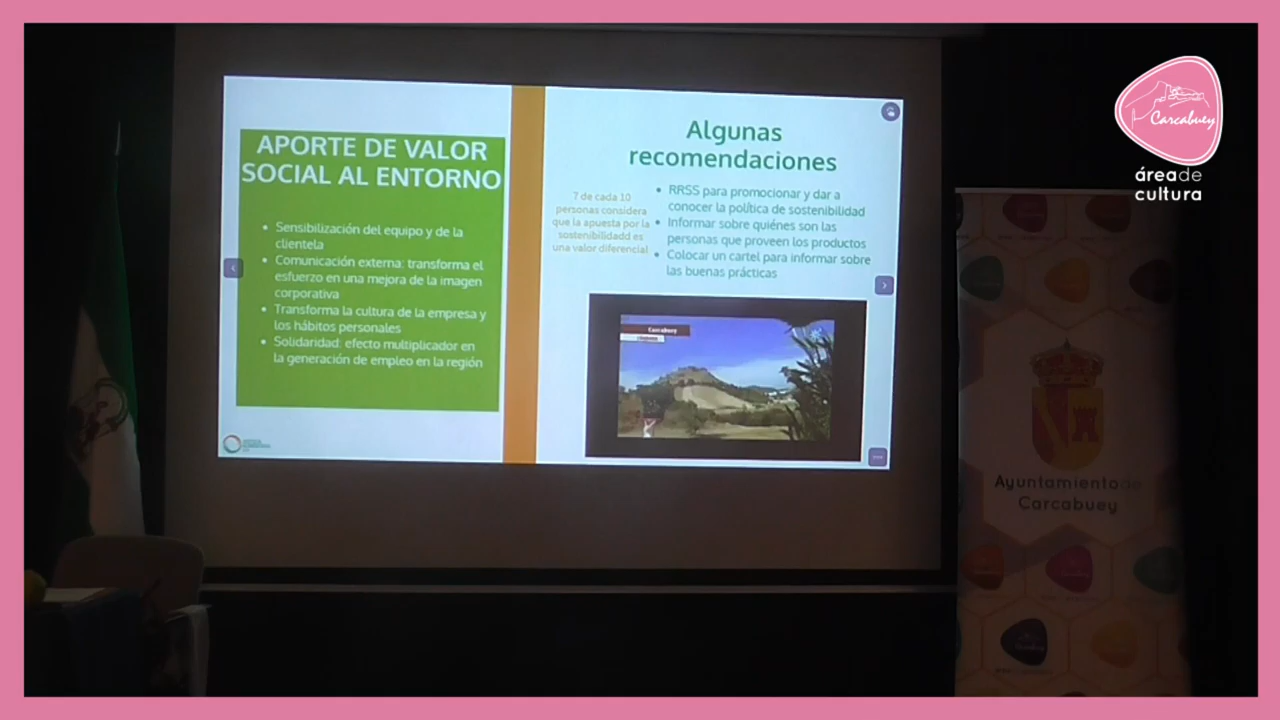 APORTE DE VALOR
SOCIAL AL ENTORNO
Sensibilización del equipo y de la
clientela
Comunicación externa: transforma el
esfuerzo en una mejora de la imagen
corporativa
Transforma la cultura de la empresa y
los hábitos personales
Solidaridad: efecto multiplicador en
la generación de empleo en la región
Algunas
recomendaciones
7 de cada 10
personas considera
que la apuesta por la
sostenibilidadd es
una valor diferencial
RRSS para promocionar y dar a
conocer la política de sostenibilidad
Informar sobre quiénes son las
personas que proveen los productos
Colocar un cartel para informar sobre
las buenas prácticas
Carcabuey
Carcabuey
área de
cultura
Ayuntamiento de
Carcabuey